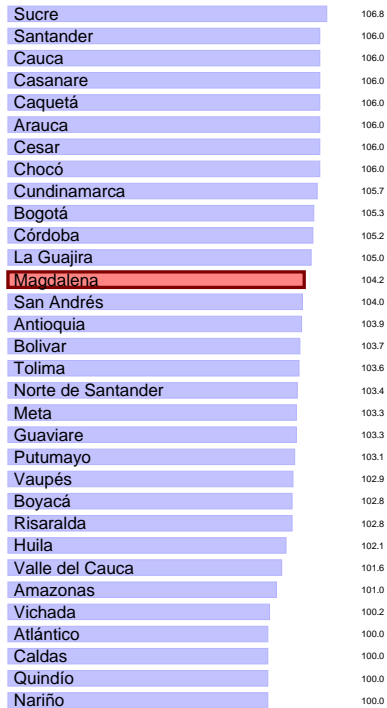 Sucre 106.8
Santander 106.0
Cauca 106.0
Casanare 106.0
Caquetá 106.0
Arauca 106.0
Cesar 106.0
Chocó 106.0
Cundinamarca 105.7
Bogotá 105.3
Córdoba 105.2
La Guajira 105.0
Magdalena 104.2
San Andrés 104.0
Antioquia 103.9
Bolivar 103.7
Tolima 103.6
Norte de Santander 103.4
Meta 103.3
Guaviare 103.3
Putumayo 103.1
Vaupés 102.9
Boyacá 102.8
Risaralda 102.8
Huila 102.1
Valle del Cauca 101.6
Amazonas 101.0
Vichada 100.2
Atlántico 100.0
Caldas 100.0
Quindío 100.0
Nariño 100.0